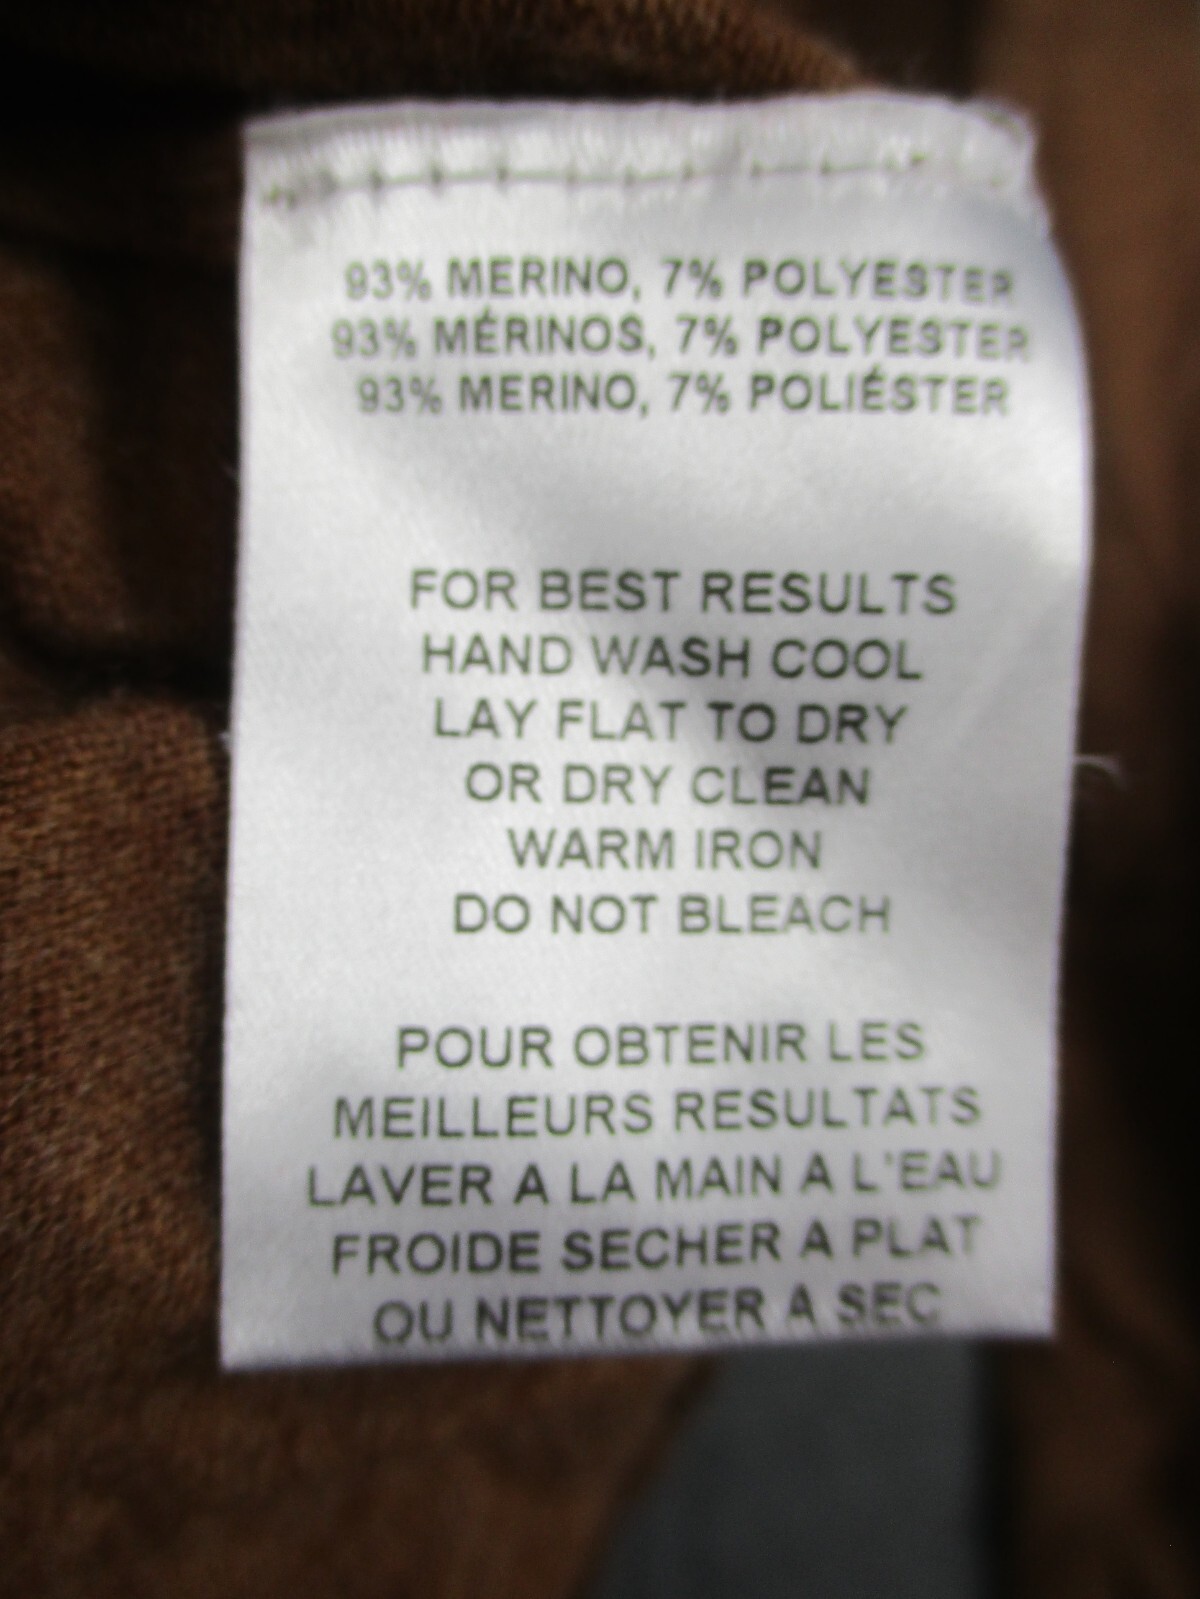 93% MERINO, 7% POLYESTER
93% MÉRINOS, 7% POLYESTER
93% MERINO, 7% POLIÉSTER
FOR BEST RESULTS
HAND WASH COOL
LAY FLAT TO DRY
OR DRY CLEAN
WARM IRON
DO NOT BLEACH
POUR OBTENIR LES
MEILLEURS RESULTATS
LAVER A LA MAIN A L'EAU
FROIDE SECHER A PLAT
OU NETTOYER A SEC